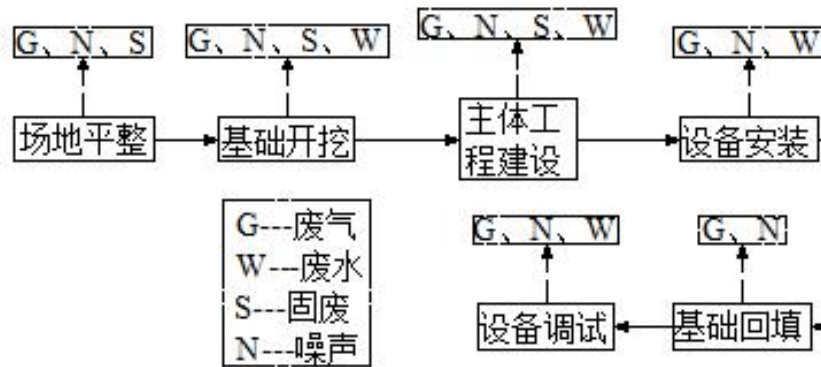 G、N、S
G、N、S、W
G、N、S、W
G、N、W
场地平整
基础开挖
主体工
程建设
设备安装
G---废气
W---废水
S---固废
N---噪声
G、N、W
G、N
设备调试
基础回填